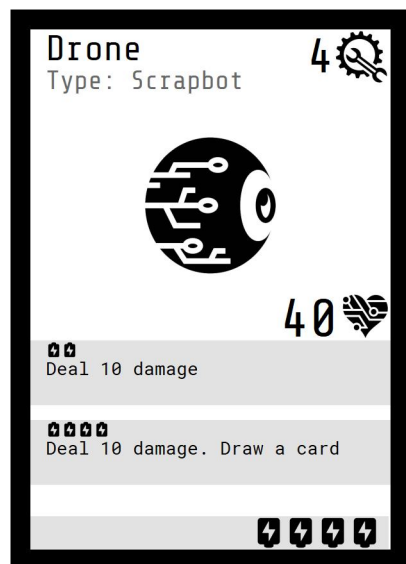 Drone
4
Type: Scrapbot
40
Deal 10 damage
Deal 10 damage. Draw a card